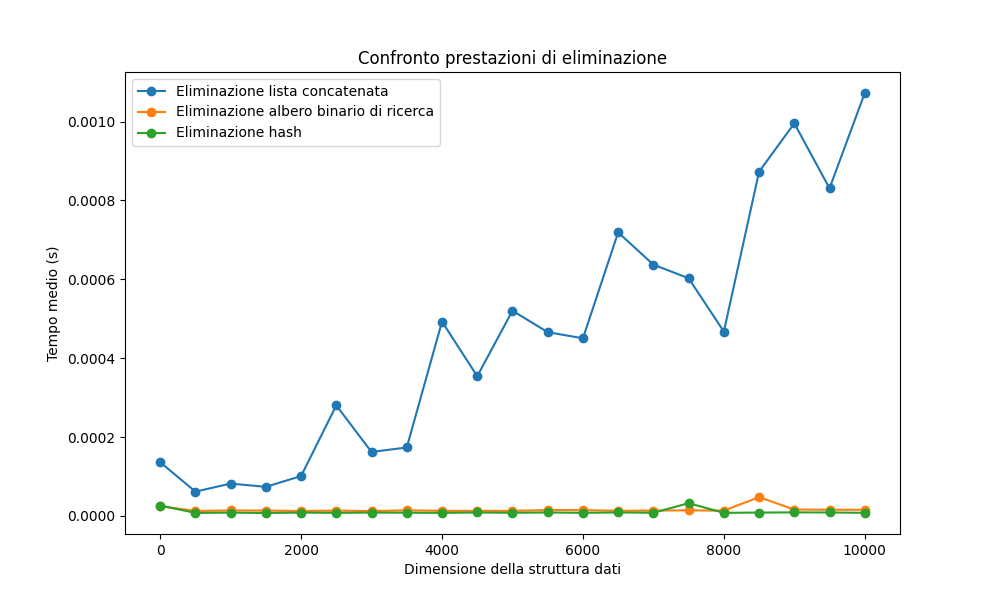 Confronto prestazioni di eliminazione
Eliminazione lista concatenata
Eliminazione albero binario di ricerca
Eliminazione hash
Tempo medio (s)
0.0010
0.0008
0.0006
0.0004
0.0002
0.0000
0 2000 4000 6000 8000 10000
Dimensione della struttura dati